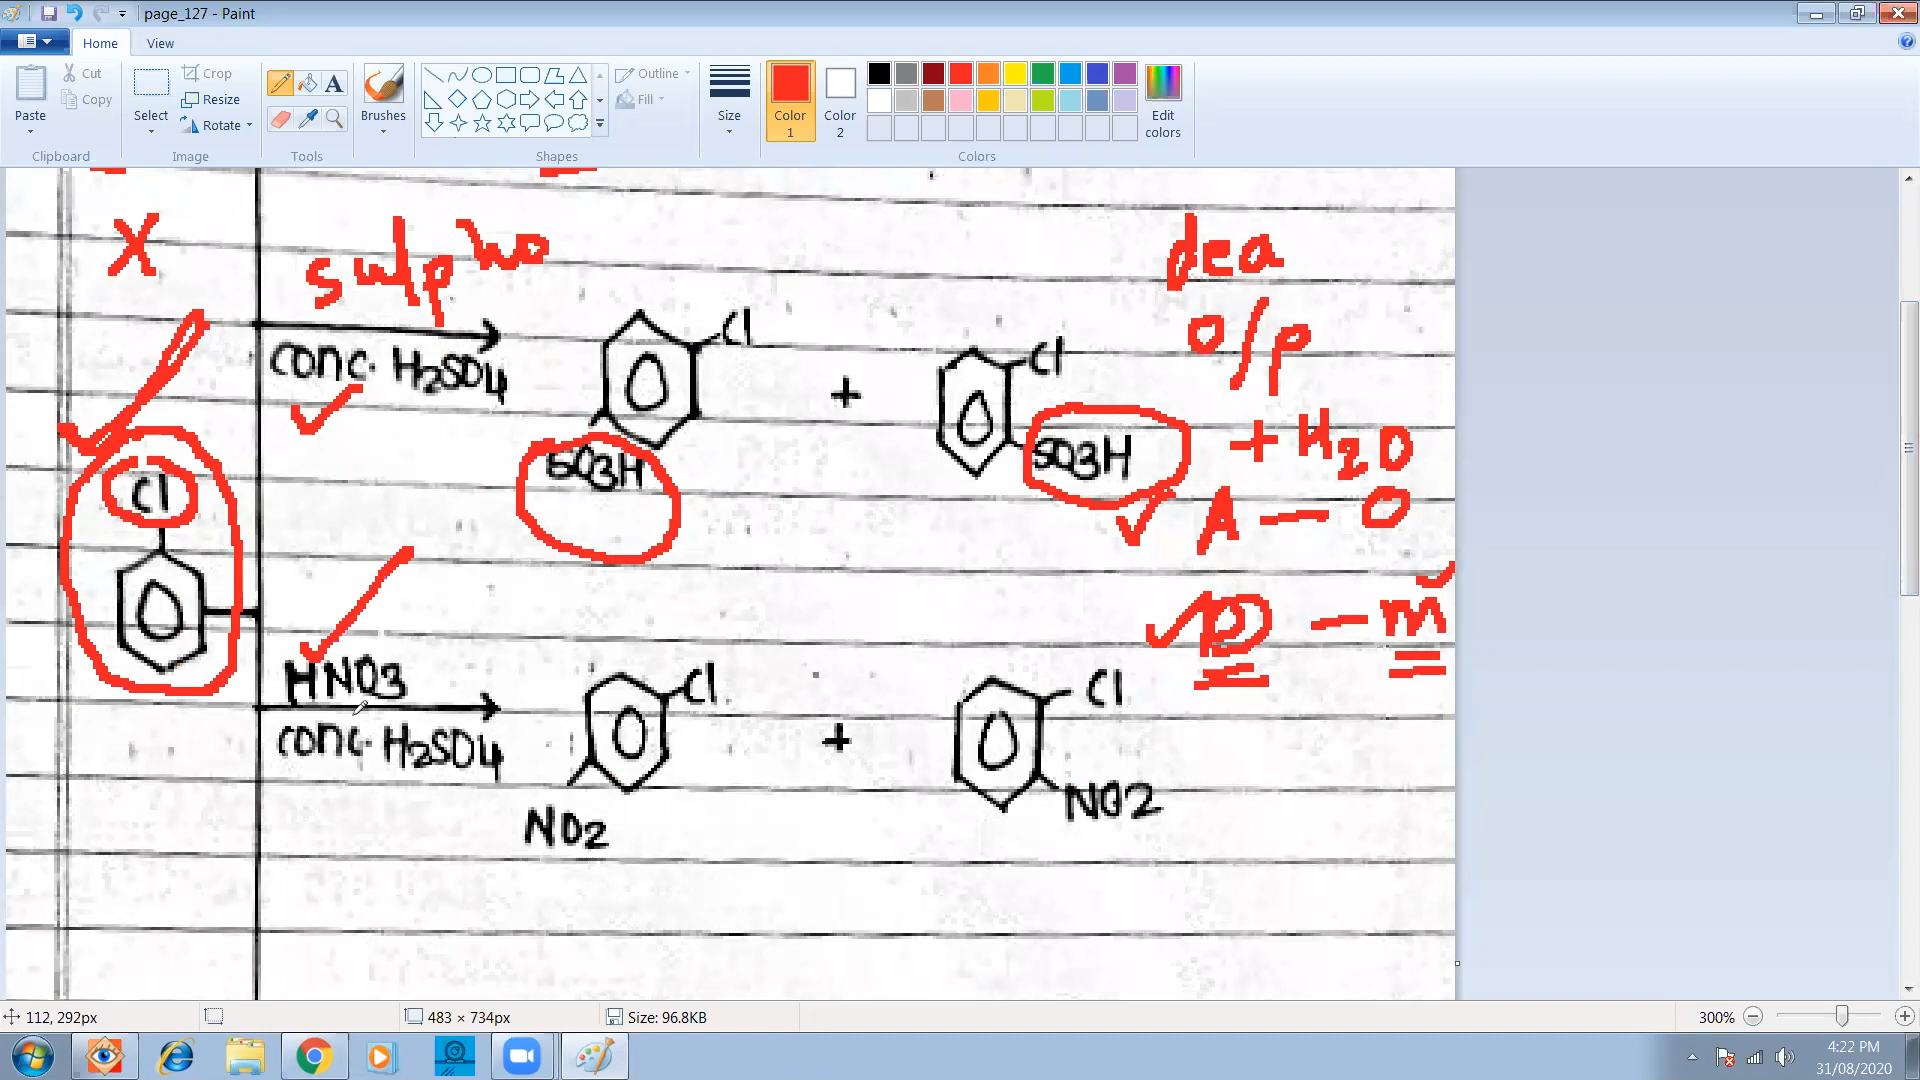 page_127 - Paint
Home View
Paste Cut Copy Clipboard
Select Crop Resize Rotate Image
Tools
Brushes
Outline Fill Shapes
Size
Color 1 Color 2 Edit colors Colors
X sulpho dea
o/p
conc. H2SO4 Cl + Cl
SO3H SO3H + H2O
Cl A — O
D — m
HNO3
conc. H2SO4 Cl + Cl
NO2 NO2
112, 292px 483 × 734px Size: 96.8KB 300%
4:22 PM
31/08/2020